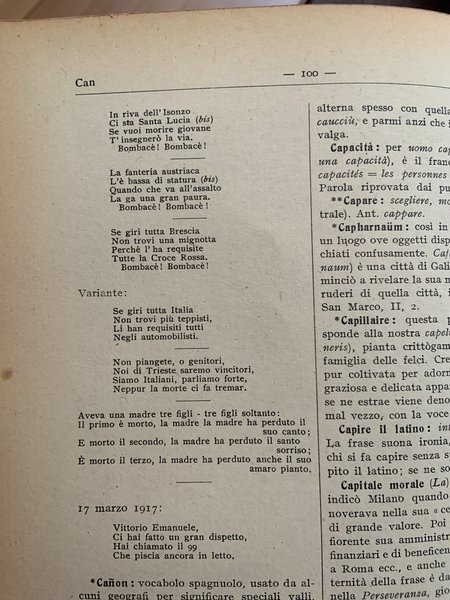 Can
— 100 —
In riva dell' Isonzo
Ci sta Santa Lucia (bis)
Se vuoi morire giovane
T' insegnerò la via.
Bombacè! Bombacè!
La fanteria austriaca
L'è bassa di statura (bis)
Quando che va all'assalto
La ga una gran paura.
Bombacè! Bombacè!
Se giri tutta Brescia
Non trovi una mignotta
Perchè l' ha requisite
Tutte la Croce Rossa.
Bombacè! Bombacè!
Variante:
Se giri tutta Italia
Non trovi più teppisti,
Li han requisiti tutti
Negli automobilisti.
Non piangete, o genitori,
Noi di Trieste saremo vincitori,
Siamo Italiani, parliamo forte,
Neppur la morte ci fa tremar.
Aveva una madre tre figli - tre figli soltanto:
Il primo è morto, la madre la madre ha perduto il
suo canto;
E morto il secondo, la madre ha perduto il santo
sorriso;
È morto il terzo, la madre ha perduto anche il suo
amaro pianto.
17 marzo 1917:
Vittorio Emanuele,
Ci hai fatto un gran dispetto,
Hai chiamato il 99
Che piscia ancora in letto.
*Cañon: vocabolo spagnuolo, usato da al-
cuni geografi per significare speciali valli,
alterna spesso con quella
caucciù, e parmi anzi che i
valga.
Capacità: per uomo cap
una capacità), è il fran
capacités = les personnes
Parola riprovata dai pu
**Capare: scegliere, mo
trale). Ant. cappare.
*Capharnaüm: così in
un luogo ove oggetti disp
chiati confusamente. Caf
naum) è una città di Gali
minciò a rivelare la sua
ruderi di quella città, i
San Marco, II, 2.
*Capillaire: questa p
sponde alla nostra capel
neris), pianta crittògam
famiglia delle felci. Cre
pur coltivata per adorn
graziosa e delicata appa
se ne estrae viene deno
mal vezzo, con la voce
Capire il latino: int
La frase suona ironia,
chi si fa capire senza s
pito il latino; se no s
Capitale morale (La)
indicò Milano quando
noverava nella sua « ce
di grande valore. Poi
fiorente sua amministr
finanziari e di beneficen
a Roma ecc., e anche
ternità della frase è da
nella Perseveranza, gio